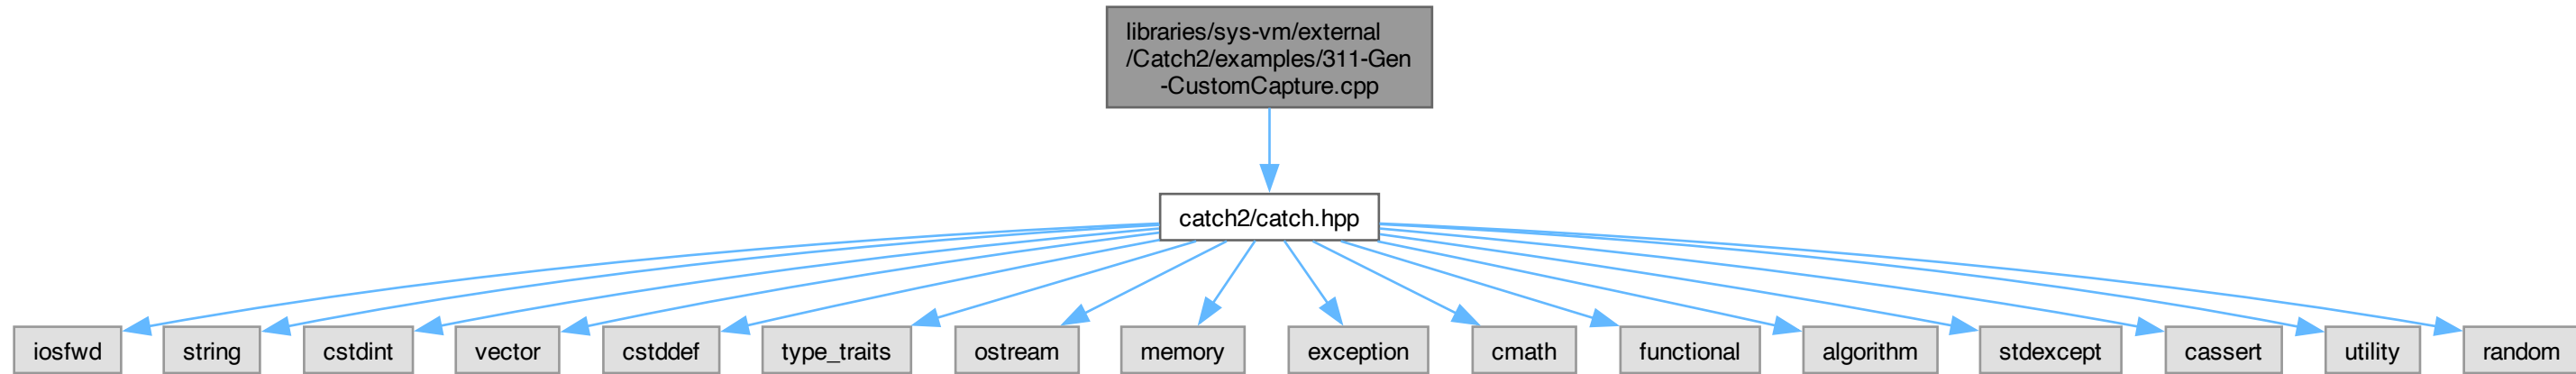 libraries/sys-vm/external
/Catch2/examples/311-Gen
-CustomCapture.cpp
catch2/catch.hpp
iosfwd
string
cstdint
vector
cstddef
type_traits
ostream
memory
exception
cmath
functional
algorithm
stdexcept
cassert
utility
random